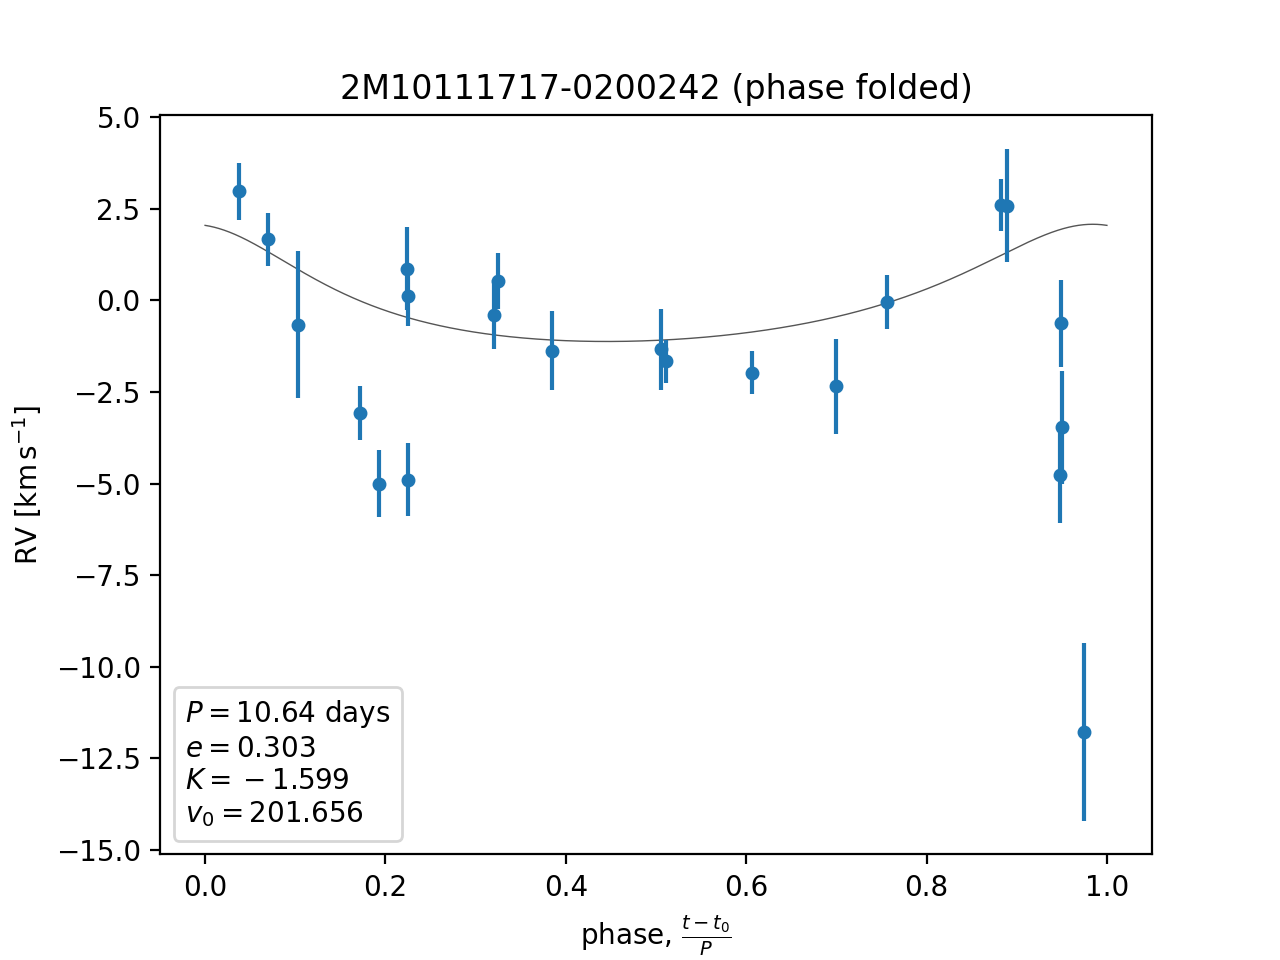 2M10111717-0200242 (phase folded)
5.0
2.5
0.0
−2.5
−5.0
−7.5
−10.0
−12.5
−15.0
RV [km s⁻¹]
P = 10.64 days
e = 0.303
K = −1.599
v₀ = 201.656
0.0 0.2 0.4 0.6 0.8 1.0
phase, (t − t₀)/P